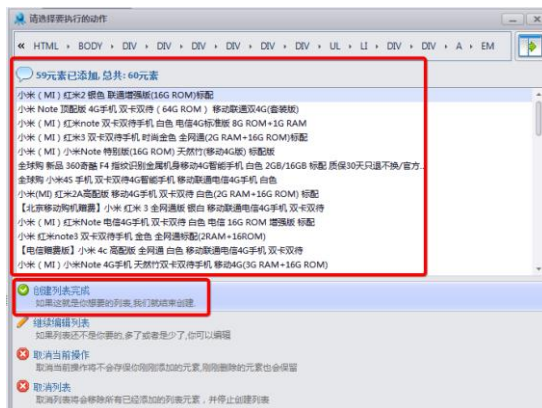 请选择要执行的动作
« HTML › BODY › DIV › DIV › DIV › DIV › DIV › DIV › UL › LI › DIV › DIV › A › EM
59元素已添加, 总共: 60元素
小米（MI）红米2 银色 联通增强版(16G ROM)标配
小米 Note 顶配版 4G手机 双卡双待（64G ROM ）移动联通双4G(套装版)
小米（MI）红米note 双卡双待手机 白色 电信4G标准版 8G ROM+1G RAM
小米（MI）红米3 双卡双待手机 时尚金色 全网通(2G RAM+16G ROM)标配
小米（MI）小米Note 特别版(16G ROM) 天然竹(移动4G版) 标配版
全球购 新品 360奇酷 F4 指纹识别金属机身移动4G智能手机 白色 2GB/16GB 标配 质保30天只退不换/官方..
全球购 小米4S 手机 双卡双待4G智能手机 移动联通电信4G手机 白色
小米(MI) 红米2A高配版 移动4G手机 双卡双待 白色(2G RAM+16G ROM) 标配
【北京移动购机赠费】小米 红米 3 全网通版 银白 移动联通电信4G手机 双卡双待
小米（MI）红米Note 电信4G手机 双卡双待 白色 电信 16G ROM 增强版 标配
小米 红米note3 双卡双待手机 金色 全网通标配(2RAM+16ROM)
【电信赠费版】小米 4c 高配版 全网通 白色 移动联通电信4G手机 双卡双待
小米（MI）小米Note 4G手机 天然竹双卡双待手机 移动4G(3G RAM+16G ROM)
创建列表完成
如果这就是你想要的列表,我们就结束创建
继续编辑列表
如果列表还不是你要的,多了或者是少了,你可以编辑
取消当前操作
取消当前操作将不会存保你刚刚添加的元素,刚刚删除的元素也会保留
取消列表
取消列表将会移除所有已经添加的列表元素，并停止创建列表